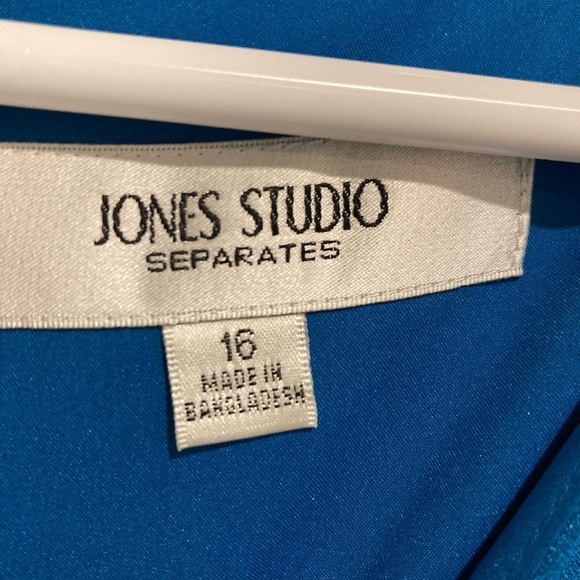 JONES STUDIO
SEPARATES
16
MADE IN
BANGLADESH